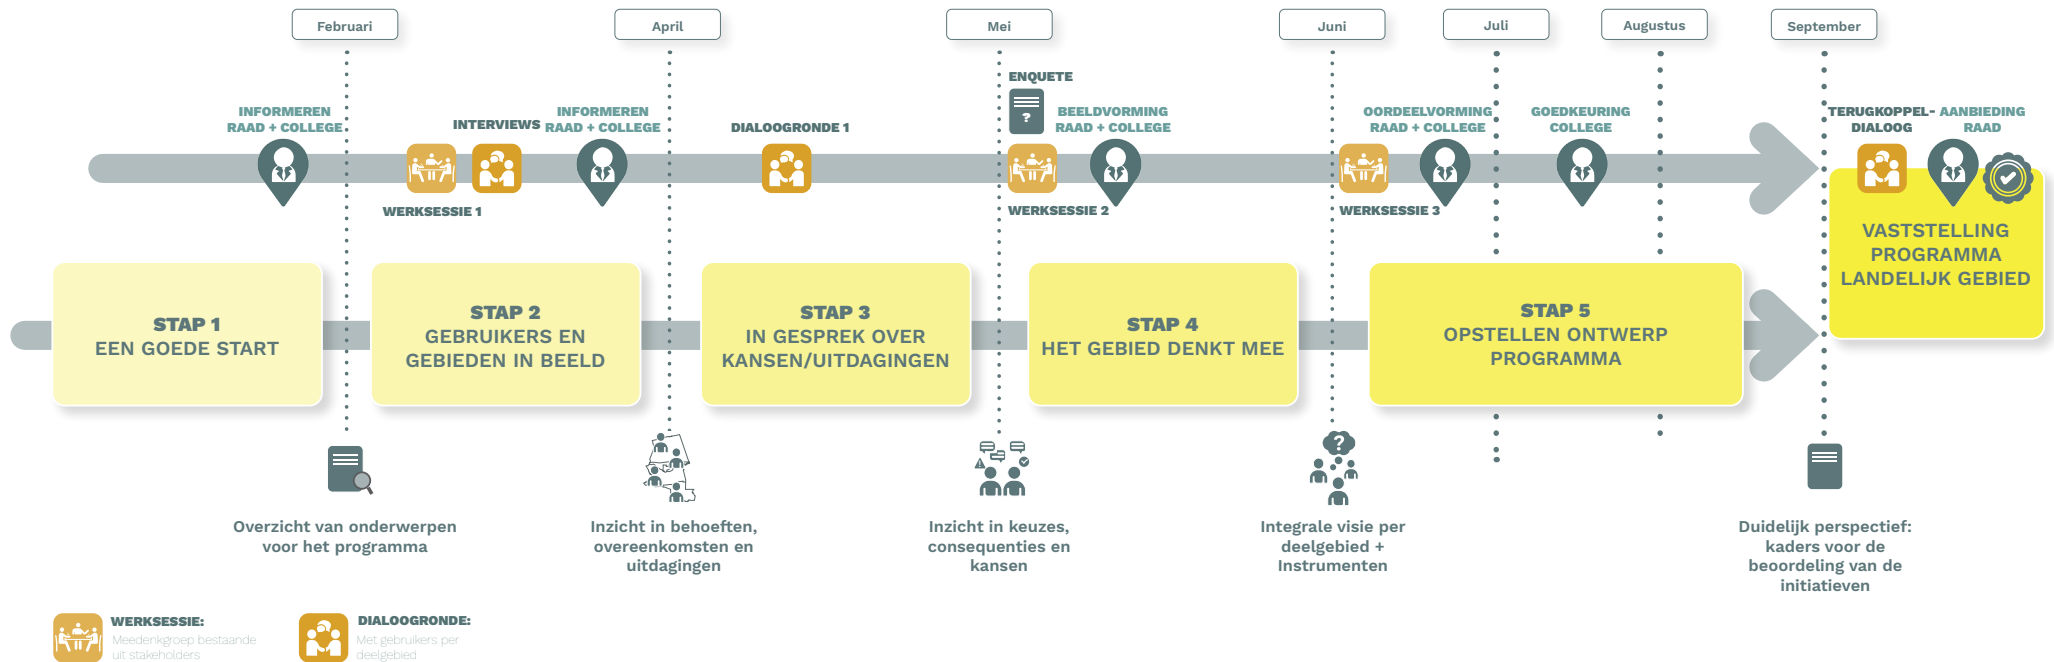 Februari
April
Mei
Juni
Juli
Augustus
September
INFORMEREN
RAAD + COLLEGE
INTERVIEWS
INFORMEREN
RAAD + COLLEGE
DIALOOGRONDE 1
ENQUETE
?
BEELDVORMING
RAAD + COLLEGE
OORDEELVORMING
RAAD + COLLEGE
GOEDKEURING
COLLEGE
TERUGKOPPEL-
DIALOOG
AANBIEDING
RAAD
WERKSESSIE 1
WERKSESSIE 2
WERKSESSIE 3
VASTSTELLING
PROGRAMMA
LANDELIJK GEBIED
STAP 1
EEN GOEDE START
STAP 2
GEBRUIKERS EN
GEBIEDEN IN BEELD
STAP 3
IN GESPREK OVER
KANSEN/UITDAGINGEN
STAP 4
HET GEBIED DENKT MEE
STAP 5
OPSTELLEN ONTWERP
PROGRAMMA
?
Overzicht van onderwerpen
voor het programma
Inzicht in behoeften,
overeenkomsten en
uitdagingen
Inzicht in keuzes,
consequenties en
kansen
Integrale visie per
deelgebied +
Instrumenten
Duidelijk perspectief:
kaders voor de
beoordeling van de
initiatieven
WERKSESSIE:
Meedenkgroep bestaande
uit stakeholders
DIALOOGRONDE:
Met gebruikers per
deelgebied